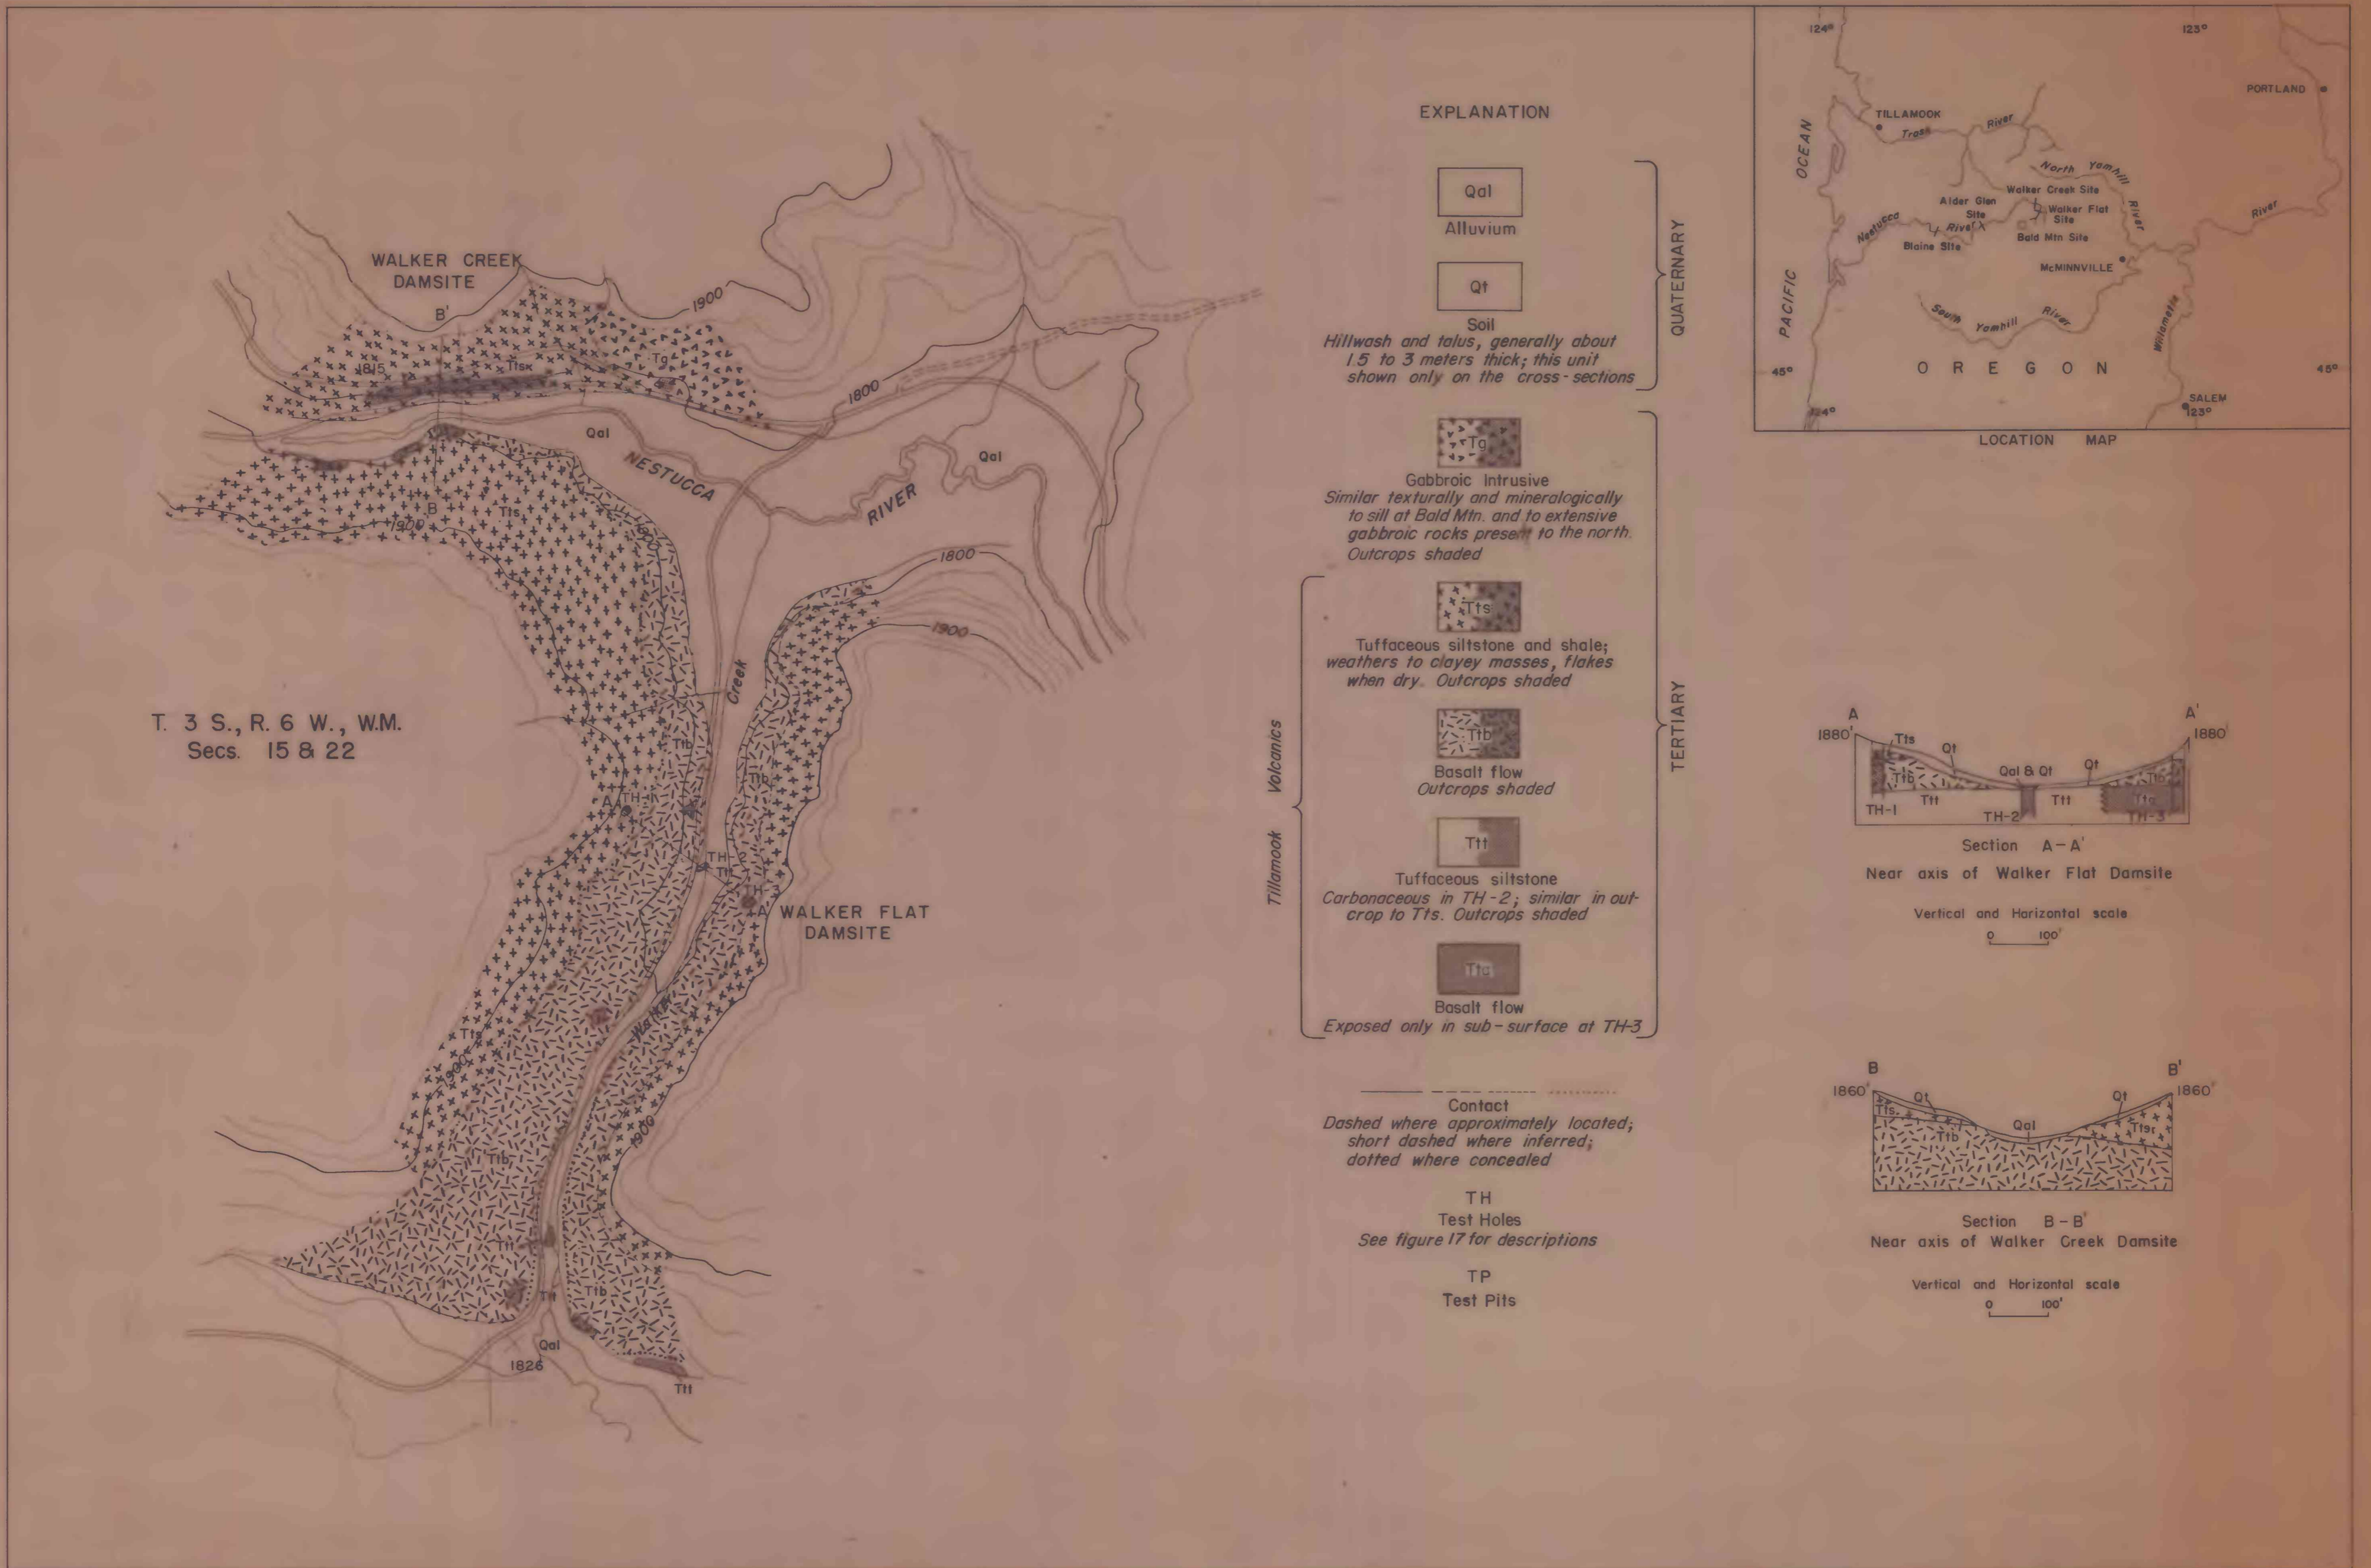 WALKER CREEK
DAMSITE
B'
1900
1815
Ttsx
Tg
1800
Qal
NESTUCCA
RIVER
Qal
B
Tts
1900
1800
1900
Creek
T. 3 S., R. 6 W., W.M.
Secs. 15 & 22
Ttb
Ttb
A
TH-1
TH-2
Ttt
TH-3
A'
WALKER FLAT
DAMSITE
Walker
Tts
1900
1900
Ttb
Ttt
Ttt
Ttb
Qal
1826
Ttt
EXPLANATION
Qal
Alluvium
Qt
Soil
Hillwash and talus, generally about
1.5 to 3 meters thick; this unit
shown only on the cross-sections
QUATERNARY
Tg
Gabbroic Intrusive
Similar texturally and mineralogically
to sill at Bald Mtn. and to extensive
gabbroic rocks present to the north.
Outcrops shaded
Tts
Tuffaceous siltstone and shale;
weathers to clayey masses, flakes
when dry. Outcrops shaded
Ttb
Basalt flow
Outcrops shaded
Ttt
Tuffaceous siltstone
Carbonaceous in TH-2; similar in out-
crop to Tts. Outcrops shaded
Tta
Basalt flow
Exposed only in sub-surface at TH-3
Tillamook Volcanics
TERTIARY
Contact
Dashed where approximately located;
short dashed where inferred;
dotted where concealed
TH
Test Holes
See figure 17 for descriptions
TP
Test Pits
124°
123°
PORTLAND
TILLAMOOK
Trask River
PACIFIC OCEAN
North Yamhill River
Walker Creek Site
Alder Glen
Site
Walker Flat
Site
Nestucca River
Blaine Site
Bald Mtn Site
McMINNVILLE
River
South Yamhill River
Willamette
45°
OREGON
45°
SALEM
124°
123°
LOCATION MAP
A
A'
1880'
1880'
Tts
Qt
Qal & Qt
Qt
Ttb
Ttb
Ttt
Ttt
Tta
TH-1
TH-2
TH-3
Section A-A'
Near axis of Walker Flat Damsite
Vertical and Horizontal scale
0 100'
B
B'
1860'
1860'
Qt
Qt
Tts
Qal
Ttb
Section B-B'
Near axis of Walker Creek Damsite
Vertical and Horizontal scale
0 100'